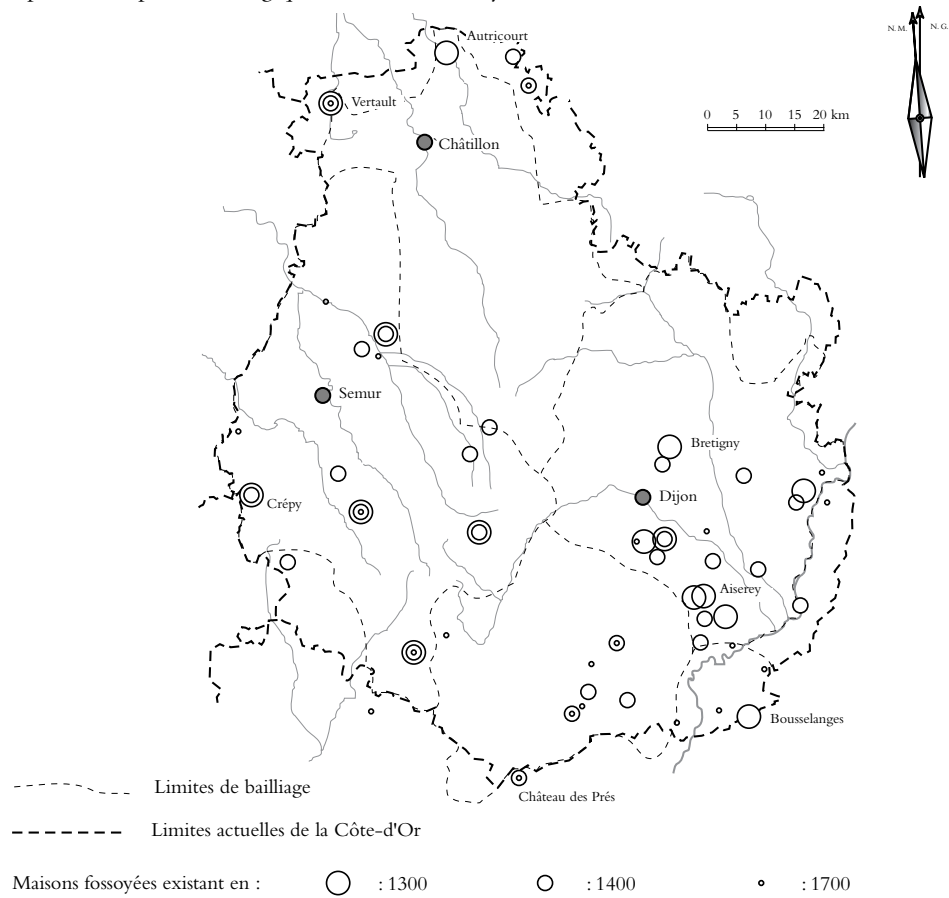 Autricourt
N. M.
N. G.
Vertault
0 5 10 15 20 km
Châtillon
Semur
Bretigny
Crépy
Dijon
Aiserey
Bousselanges
Château des Prés
Limites de bailliage
Limites actuelles de la Côte-d'Or
Maisons fossoyées existant en : : 1300 : 1400 : 1700